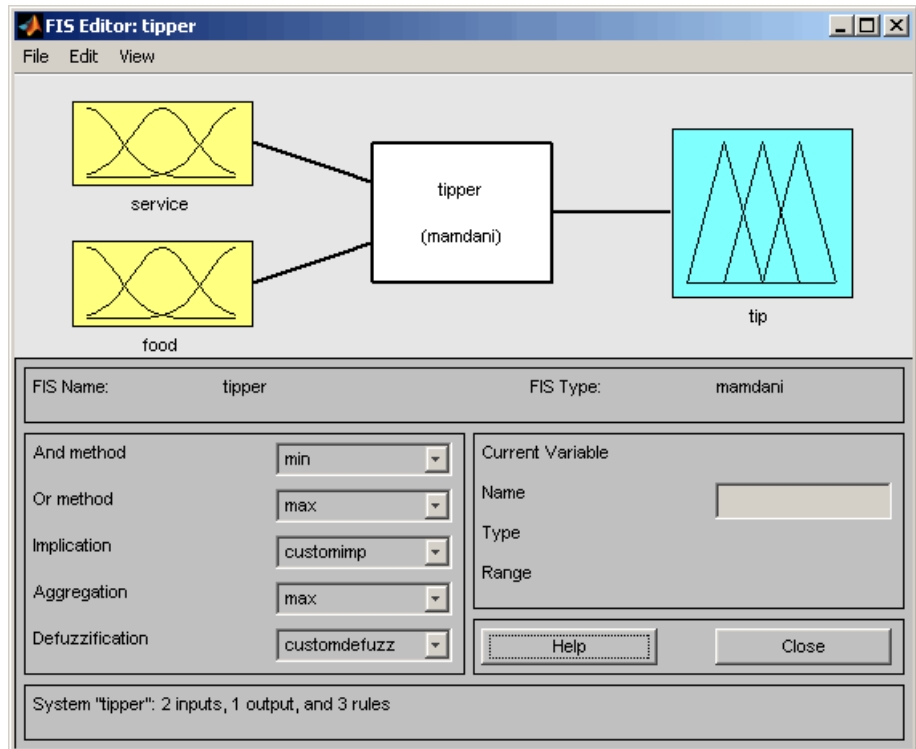 FIS Editor: tipper
File Edit View
service
food
tipper
(mamdani)
tip
FIS Name: tipper FIS Type: mamdani
And method min
Or method max
Implication customimp
Aggregation max
Defuzzification customdefuzz
Current Variable
Name
Type
Range
Help Close
System "tipper": 2 inputs, 1 output, and 3 rules